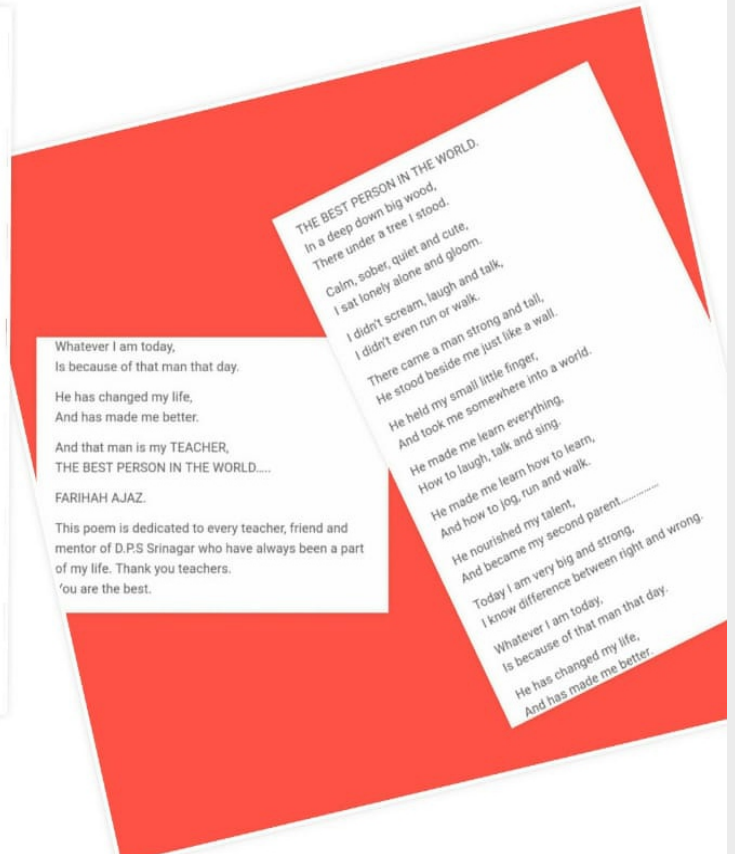 THE BEST PERSON IN THE WORLD.
In a deep down big wood,
There under a tree I stood.
Calm, sober, quiet and cute,
I sat lonely alone and gloom.
I didn't scream, laugh and talk,
I didn't even run or walk.
There came a man strong and tall,
He stood beside me just like a wall.
He held my small little finger,
And took me somewhere into a world.
He made me learn everything,
How to laugh, talk and sing.
He made me learn how to learn,
And how to jog, run and walk.
He nourished my talent,
And became my second parent..............
Today I am very big and strong,
I know difference between right and wrong.
Whatever I am today,
Is because of that man that day.
He has changed my life,
And has made me better.
Whatever I am today,
Is because of that man that day.
He has changed my life,
And has made me better.
And that man is my TEACHER,
THE BEST PERSON IN THE WORLD.....
FARIHAH AJAZ.
This poem is dedicated to every teacher, friend and
mentor of D.P.S Srinagar who have always been a part
of my life. Thank you teachers.
You are the best.